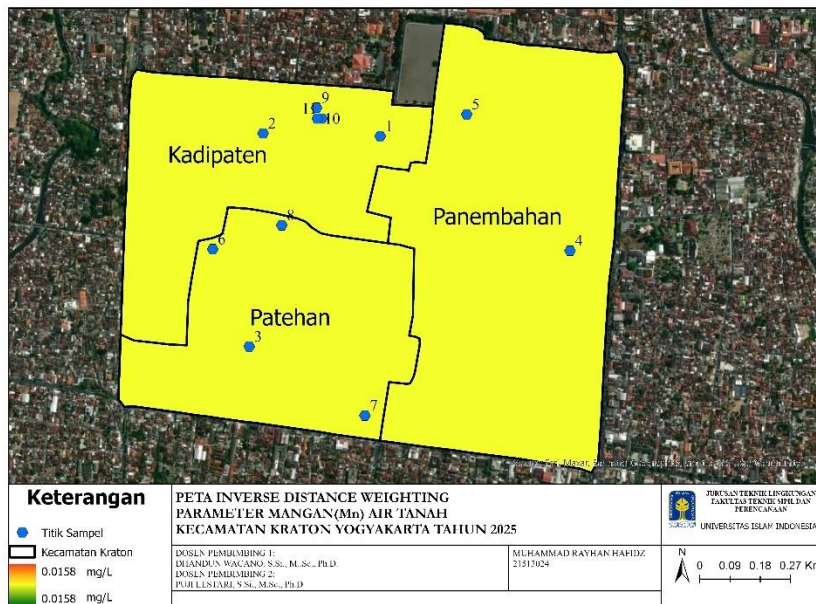 9
11 10
5
2
1
Kadipaten
Panembahan
8
6
4
Patehan
3
7
Keterangan
Titik Sampel
Kecamatan Kraton
0.0158 mg/L
0.0158 mg/L
PETA INVERSE DISTANCE WEIGHTING
PARAMETER MANGAN(Mn) AIR TANAH
KECAMATAN KRATON YOGYAKARTA TAHUN 2025
DOSEN PEMBIMBING 1:
DHANDUN WACANO, S.Si., M.Sc., Ph.D.
DOSEN PEMBIMBING 2:
PUJI LESTARI, S.Si., M.Sc., Ph.D
MUHAMMAD RAYHAN HAFIDZ
21513024
JURUSAN TEKNIK LINGKUNGAN
FAKULTAS TEKNIK SIPIL DAN
PERENCANAAN
UNIVERSITAS ISLAM INDONESIA
N
0 0.09 0.18 0.27 Km